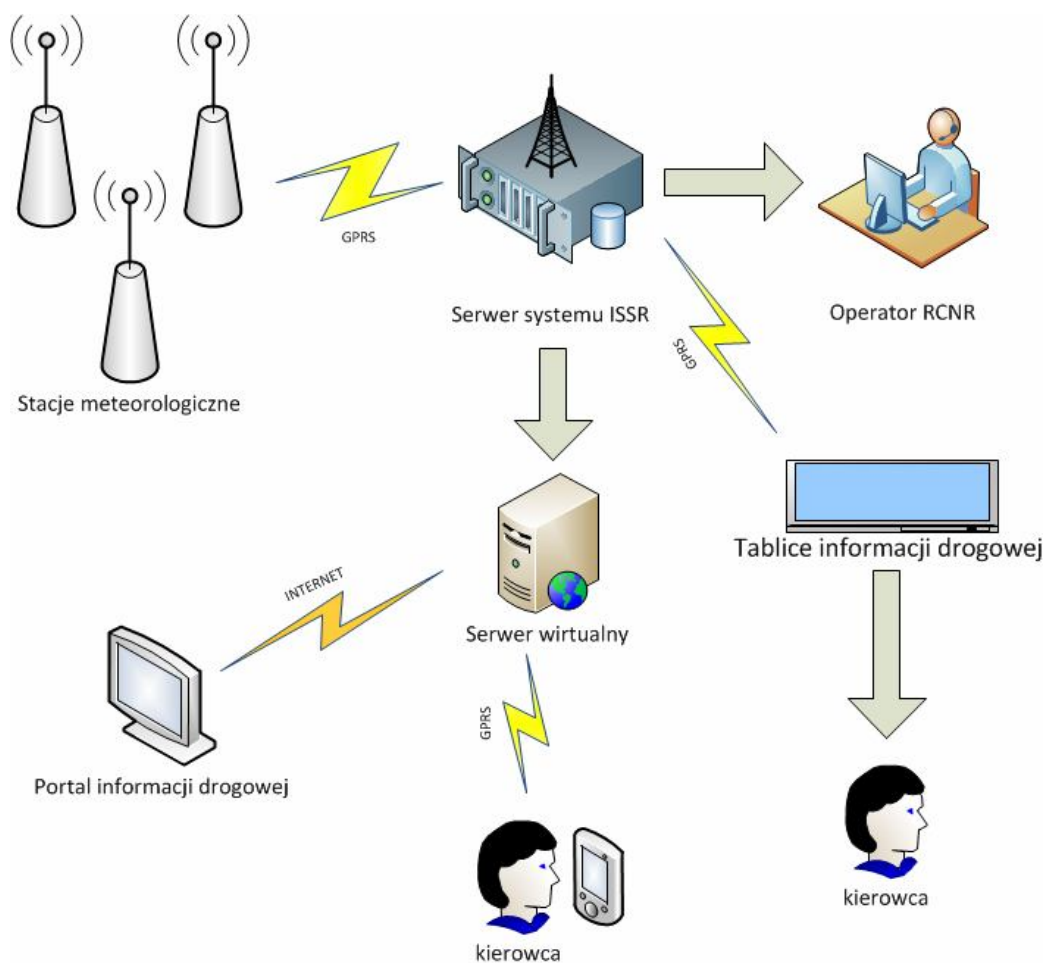 GPRS
Serwer systemu ISSR
Operator RCNR
GPRS
Stacje meteorologiczne
Tablice informacji drogowej
INTERNET
Serwer wirtualny
GPRS
Portal informacji drogowej
kierowca
kierowca